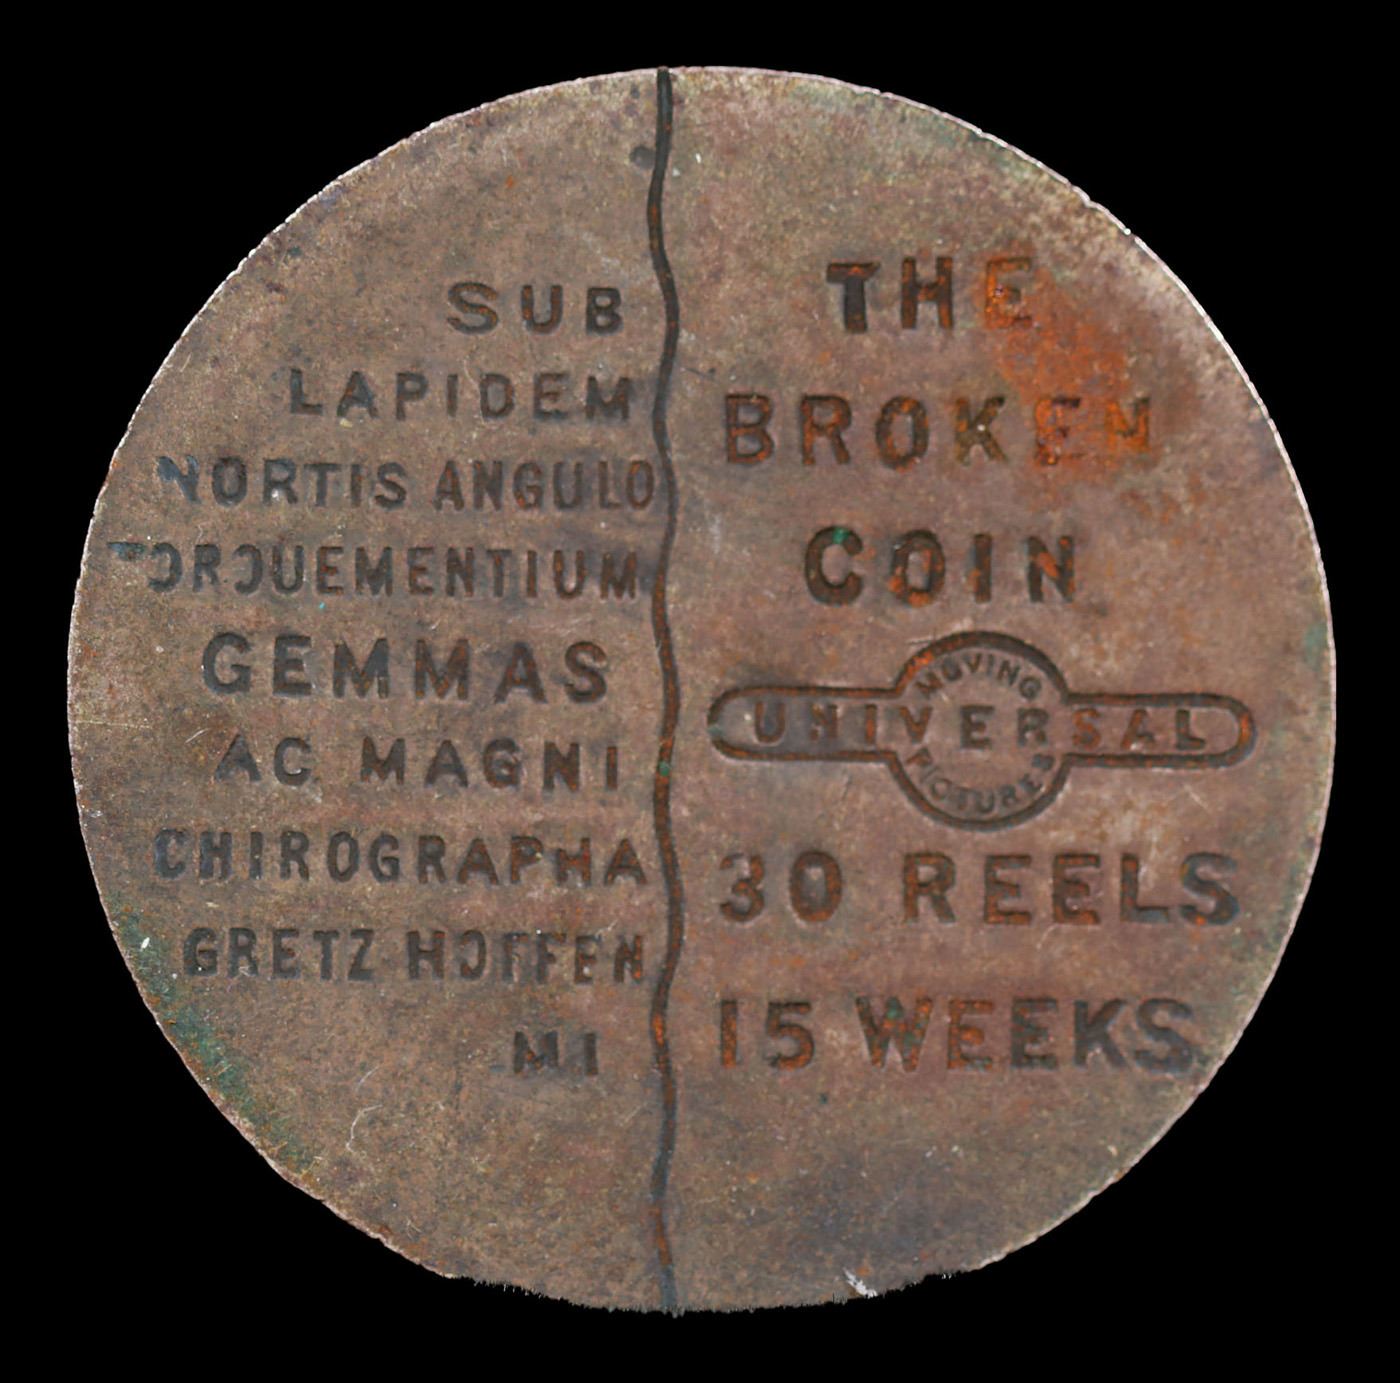 SUB
LAPIDEM
NORTIS ANGULO
TORQUEMENTIUM
GEMMAS
AC MAGNI
CHIROGRAPHA
GRETZ HOFFEN
MI
THE
BROKEN
COIN
MOVING
UNIVERSAL
PICTURES
30 REELS
15 WEEKS